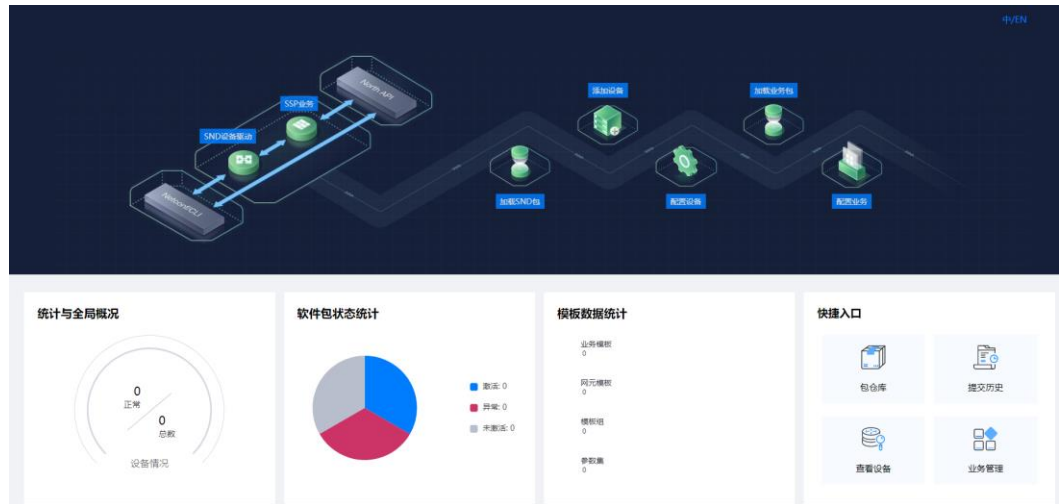 中/EN
North API
SSP业务
SND设备驱动
Netconf/CLI
添加设备
加载业务包
加载SND包
配置设备
配置业务
统计与全局概况
0
正常
0
总数
设备情况
软件包状态统计
激活: 0
异常: 0
未激活: 0
模板数据统计
业务模板
0
网元模板
0
模板组
0
参数集
0
快捷入口
包仓库
提交历史
查看设备
业务管理